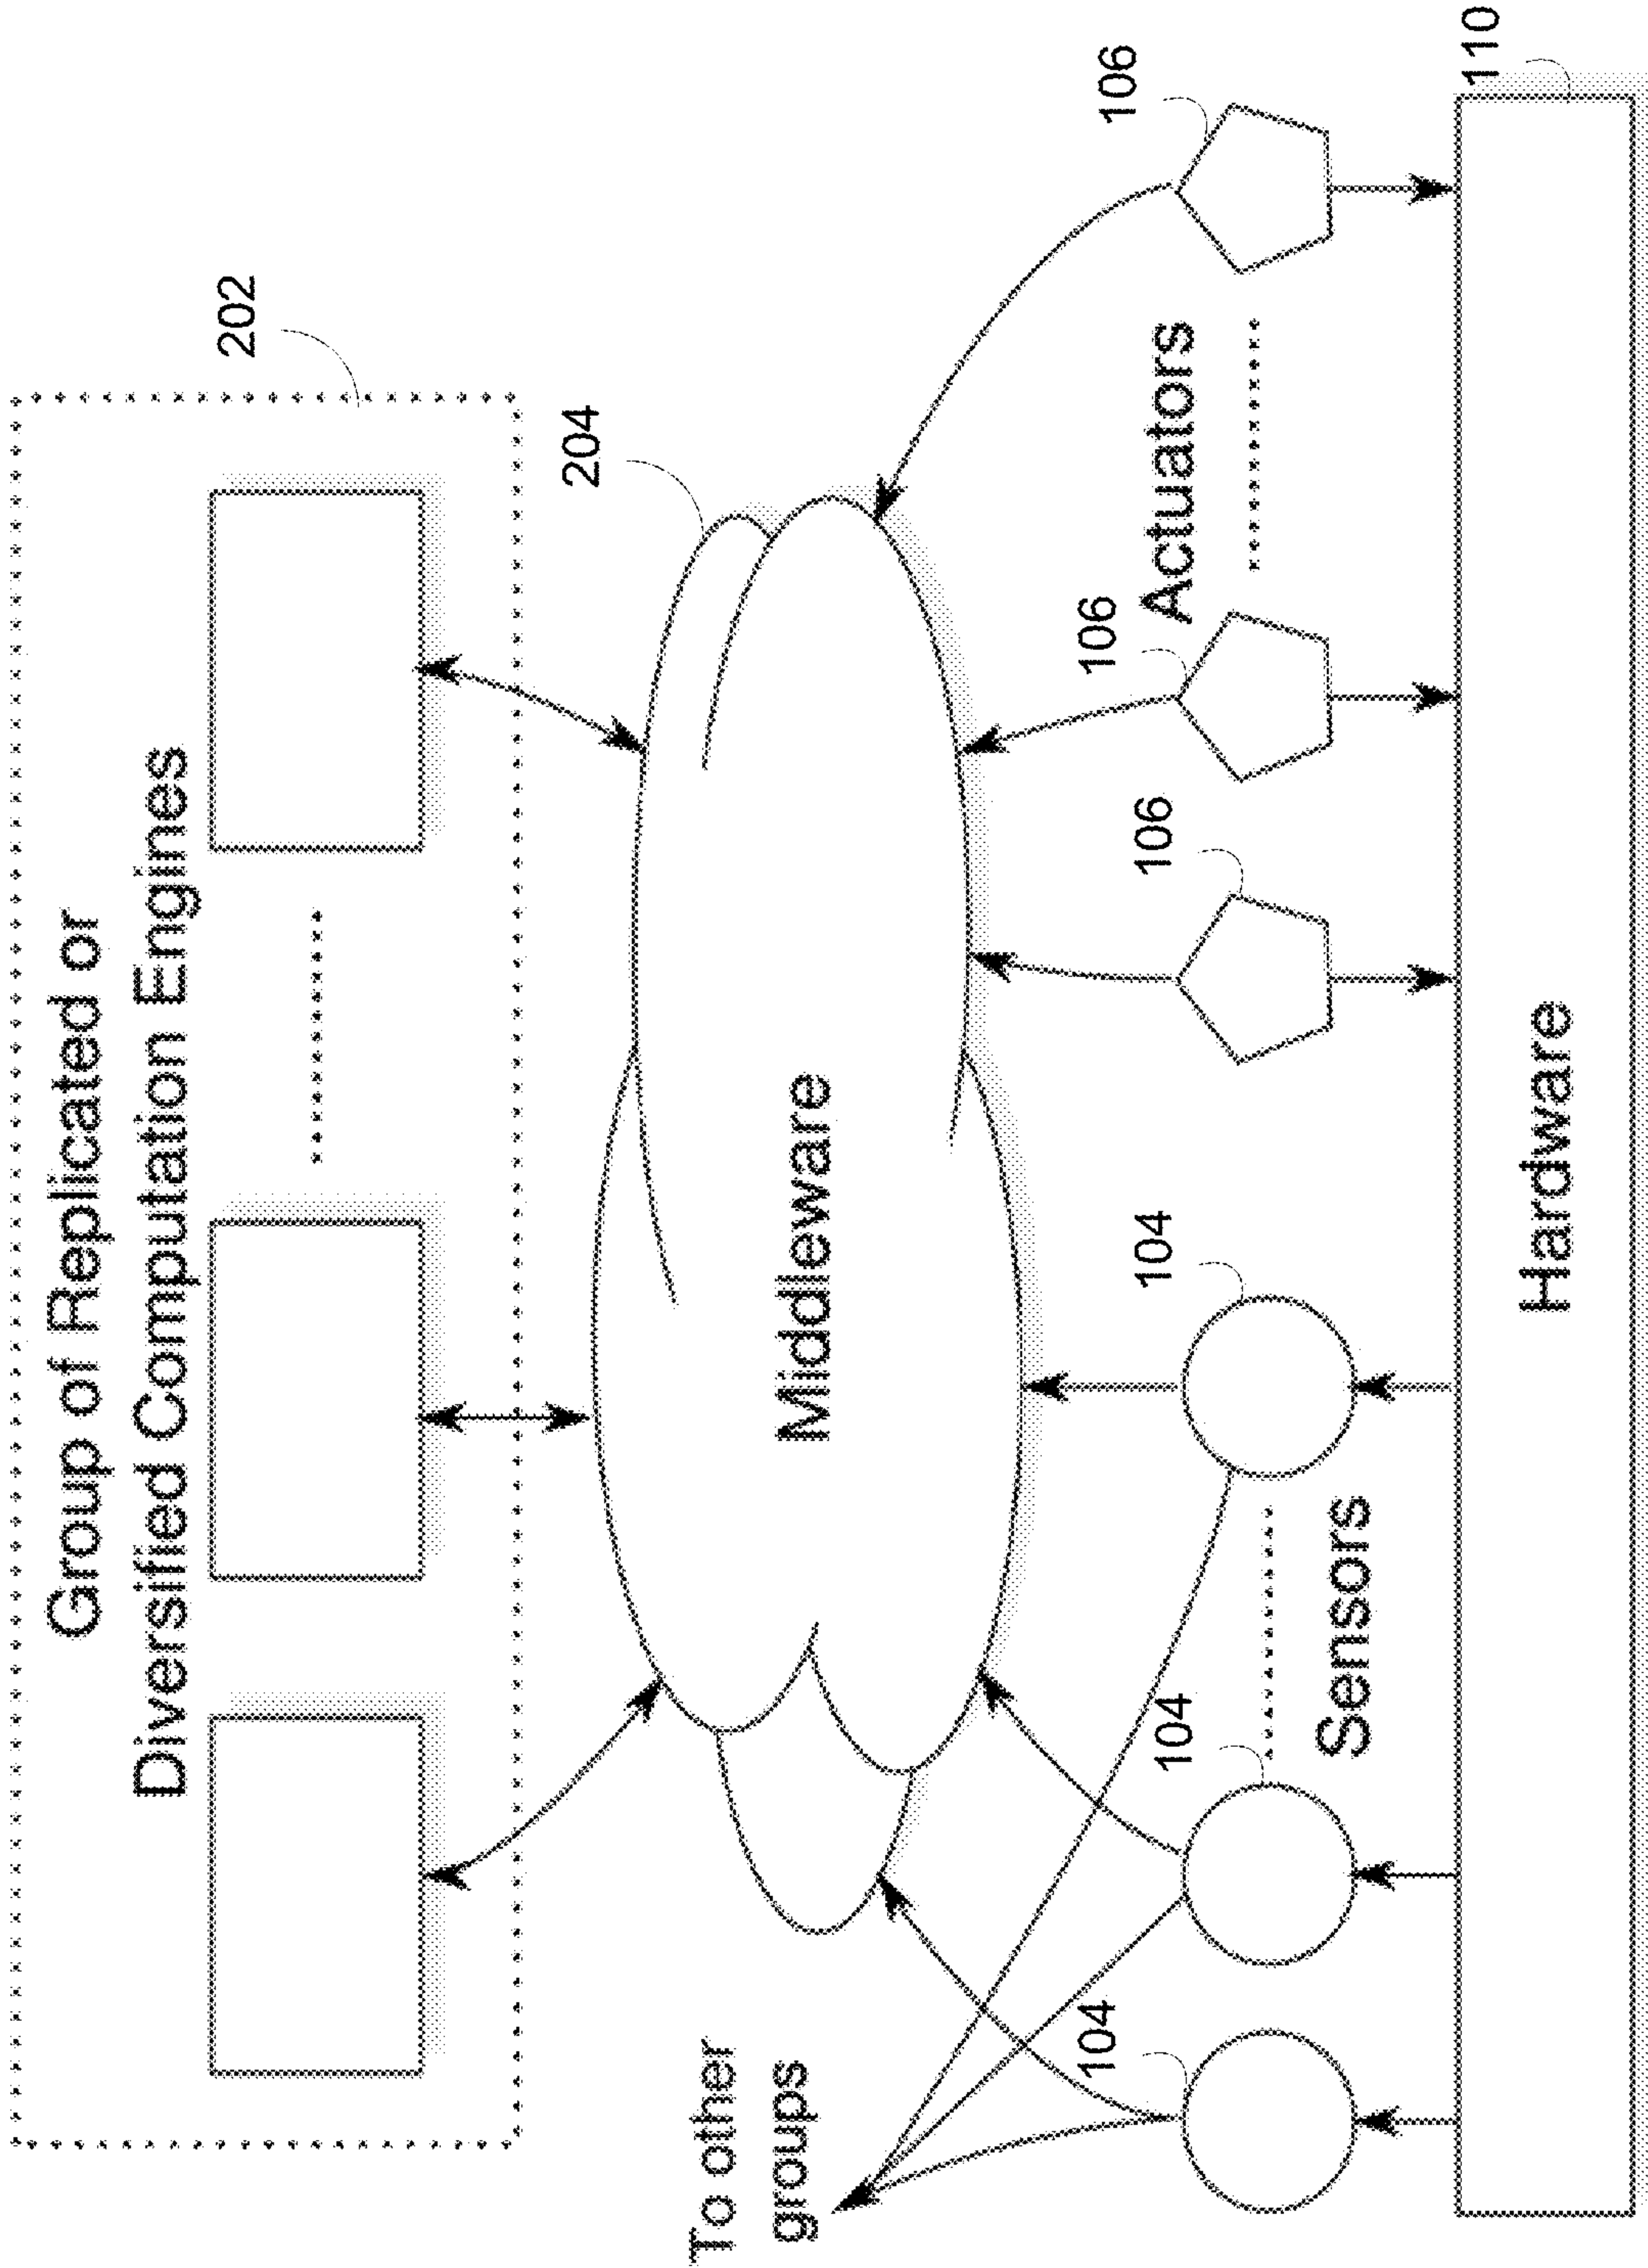 Group of Replicated or
Diversified Computation Engines
202
204
Middleware
To other
groups
104
104
104
106
106
106
Sensors
Actuators
110
Hardware